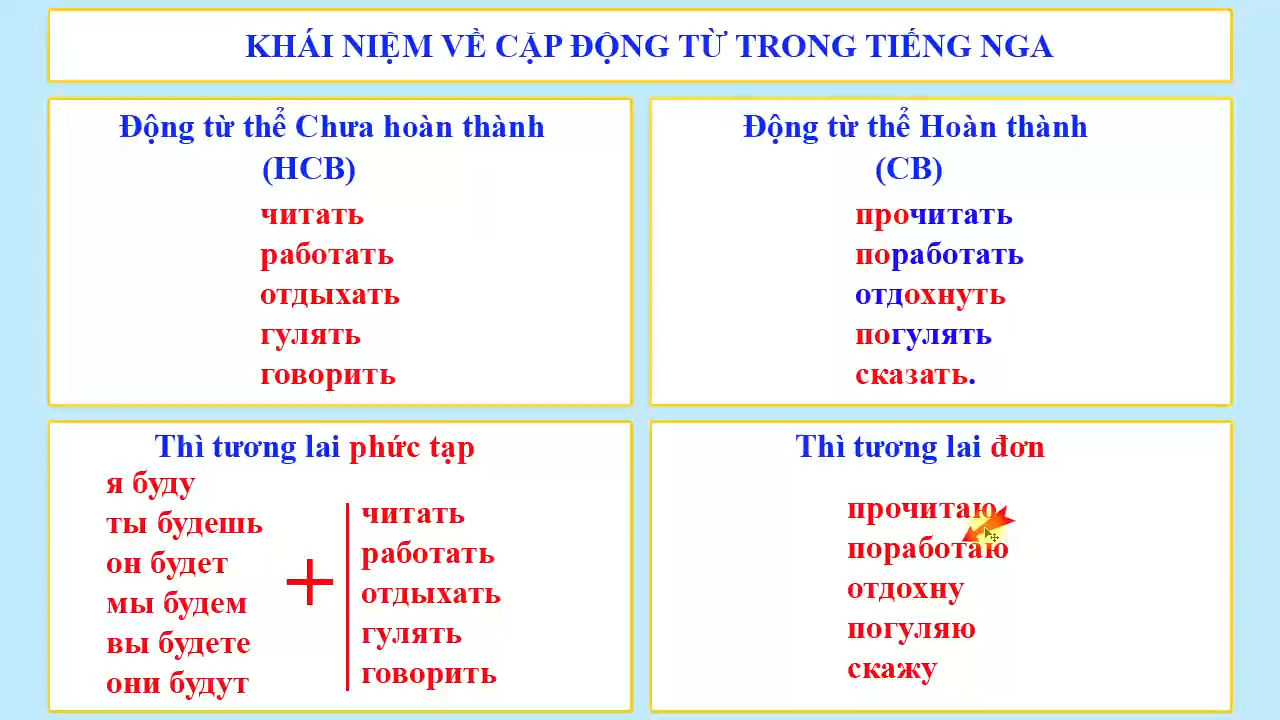 KHÁI NIỆM VỀ CẶP ĐỘNG TỪ TRONG TIẾNG NGA
Động từ thể Chưa hoàn thành
(НСВ)
читать
работать
отдыхать
гулять
говорить
Động từ thể Hoàn thành
(СВ)
прочитать
поработать
отдохнуть
погулять
сказать.
Thì tương lai phức tạp
я буду
ты будешь
он будет
мы будем
вы будете
они будут
+
читать
работать
отдыхать
гулять
говорить
Thì tương lai đơn
прочитаю
поработаю
отдохну
погуляю
скажу